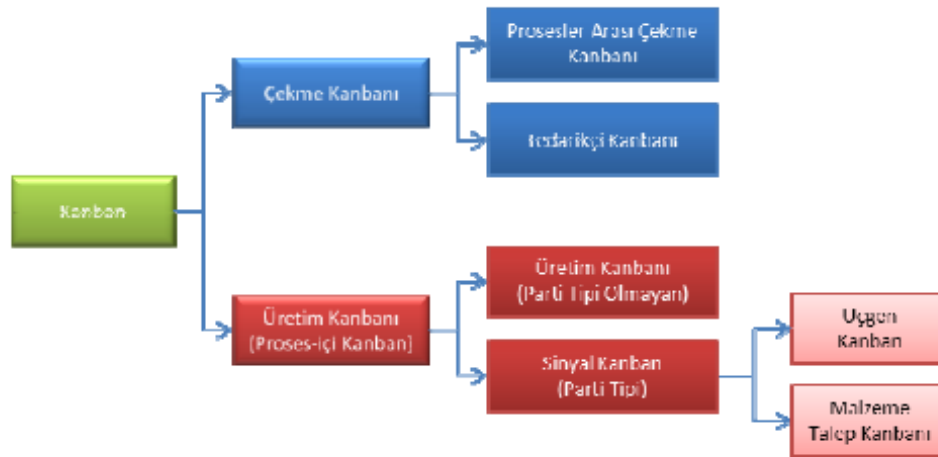 Prosesler Arası Çekme
Kanbanı
Çekme Kanbanı
Tedarikçi Kanbanı
Kanban
Üretim Kanbanı
(Parti Tipi Olmayan)
Üretim Kanbanı
(Proses-içi Kanban)
Üçgen
Kanban
Sinyal Kanban
(Parti Tipi)
Malzeme
Talep Kanbanı